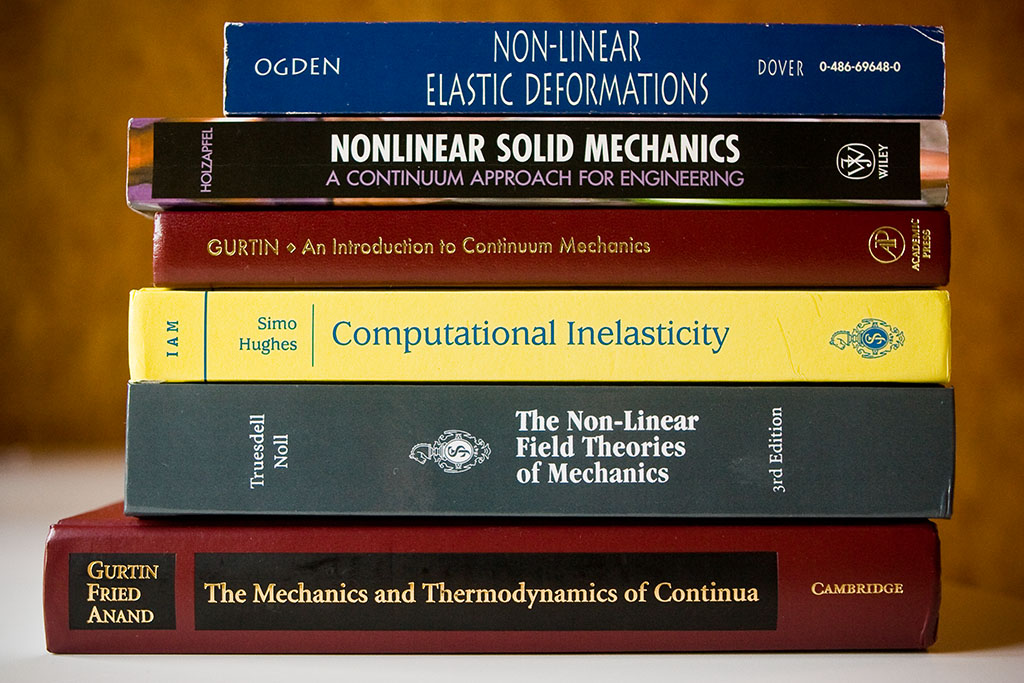 OGDEN
NON-LINEAR
ELASTIC DEFORMATIONS
DOVER 0-486-69648-0
HOLZAPFEL
NONLINEAR SOLID MECHANICS
A CONTINUUM APPROACH FOR ENGINEERING
WILEY
GURTIN ⋄ An Introduction to Continuum Mechanics
AP
ACADEMIC
PRESS
IAM
Simo
Hughes
Computational Inelasticity
Truesdell
Noll
The Non-Linear
Field Theories
of Mechanics
3rd Edition
GURTIN
FRIED
ANAND
The Mechanics and Thermodynamics of Continua
CAMBRIDGE